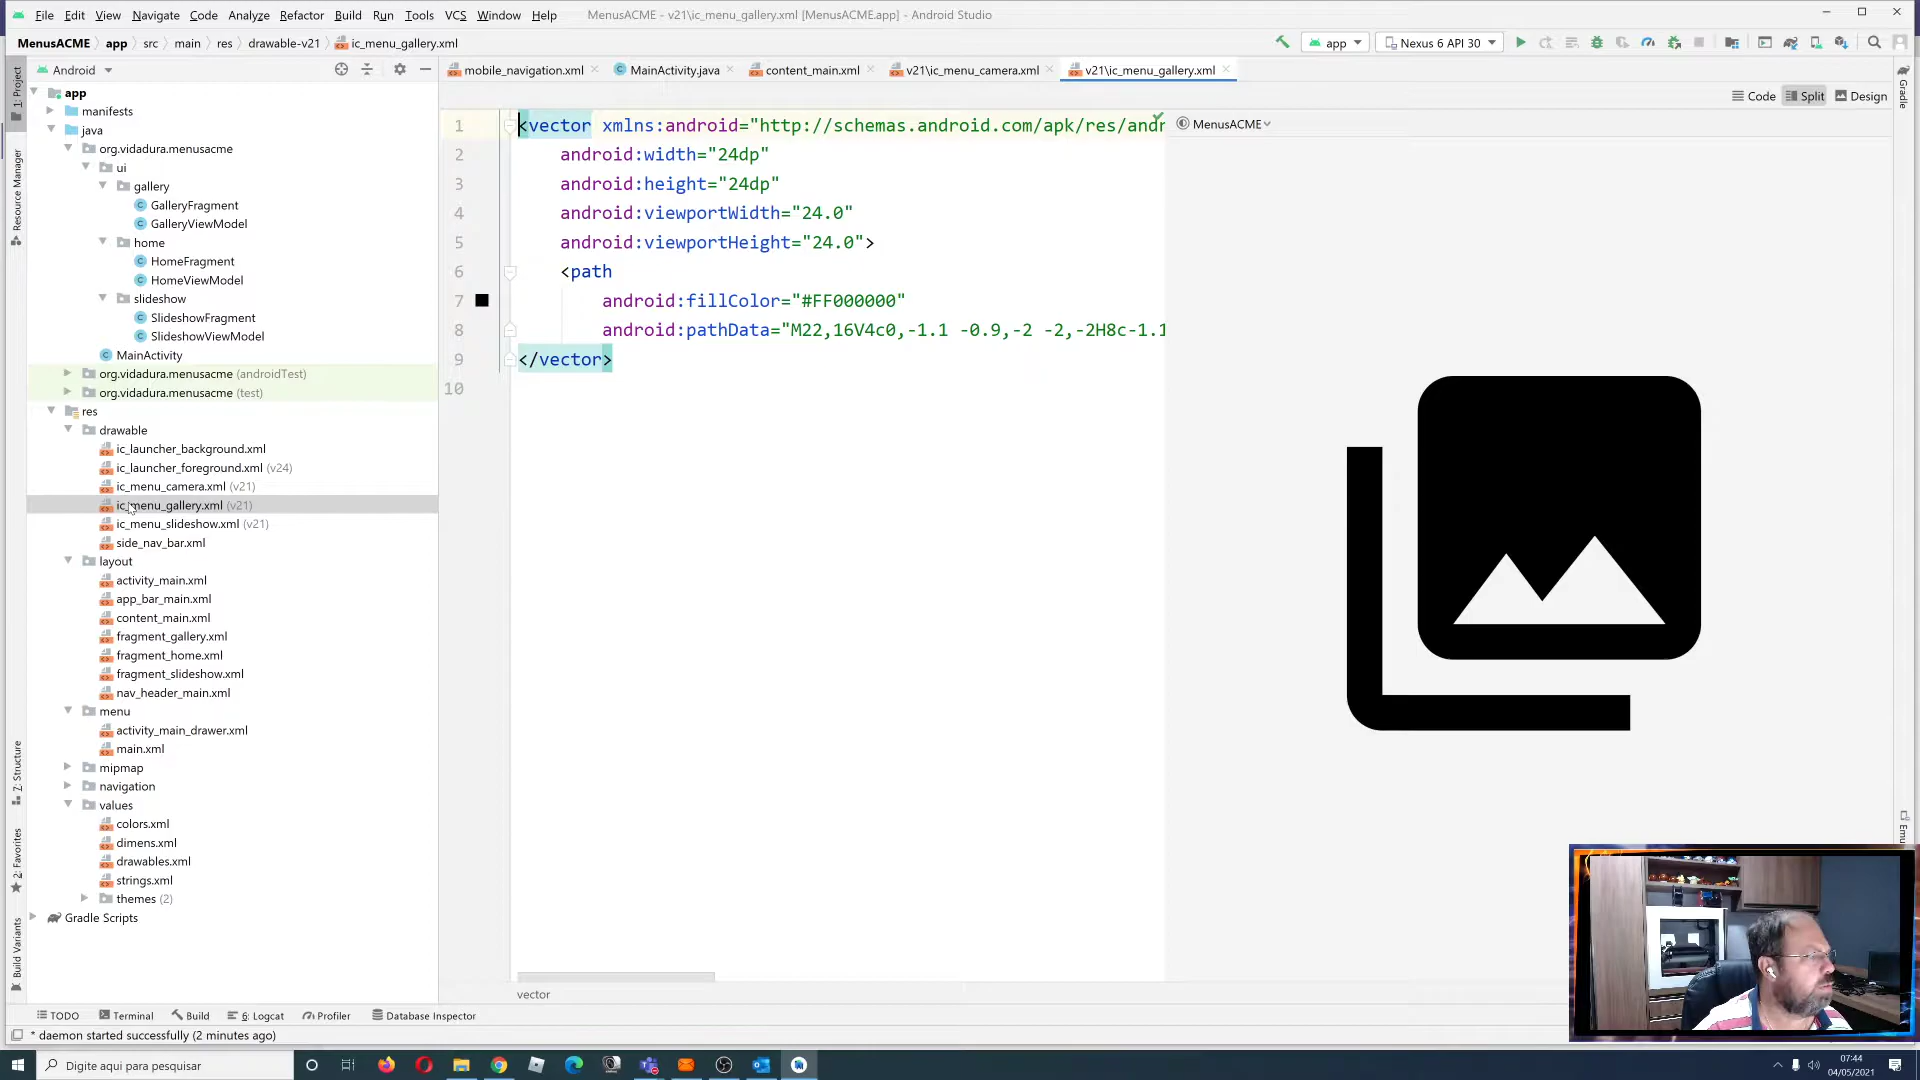 File Edit View Navigate Code Analyze Refactor Build Run Tools VCS Window Help MenusACME - v21\ic_menu_gallery.xml [MenusACME.app] - Android Studio
MenusACME app src main res drawable-v21 ic_menu_gallery.xml app Nexus 6 API 30
Android mobile_navigation.xml MainActivity.java content_main.xml v21\ic_menu_camera.xml v21\ic_menu_gallery.xml
Code Split Design
MenusACME
1: Project
Resource Manager
7: Structure
2: Favorites
Build Variants
Gradle
app
manifests
java
org.vidadura.menusacme
ui
gallery
GalleryFragment
GalleryViewModel
home
HomeFragment
HomeViewModel
slideshow
SlideshowFragment
SlideshowViewModel
MainActivity
org.vidadura.menusacme (androidTest)
org.vidadura.menusacme (test)
res
drawable
ic_launcher_background.xml
ic_launcher_foreground.xml (v24)
ic_menu_camera.xml (v21)
ic_menu_gallery.xml (v21)
ic_menu_slideshow.xml (v21)
side_nav_bar.xml
layout
activity_main.xml
app_bar_main.xml
content_main.xml
fragment_gallery.xml
fragment_home.xml
fragment_slideshow.xml
nav_header_main.xml
menu
activity_main_drawer.xml
main.xml
mipmap
navigation
values
colors.xml
dimens.xml
drawables.xml
strings.xml
themes (2)
Gradle Scripts
1 <vector xmlns:android="http://schemas.android.com/apk/res/andr
2 android:width="24dp"
3 android:height="24dp"
4 android:viewportWidth="24.0"
5 android:viewportHeight="24.0">
6 <path
7 android:fillColor="#FF000000"
8 android:pathData="M22,16V4c0,-1.1 -0.9,-2 -2,-2H8c-1.1
9 </vector>
10
vector
TODO Terminal Build 6: Logcat Profiler Database Inspector
* daemon started successfully (2 minutes ago)
Digite aqui para pesquisar
07:44
04/05/2021